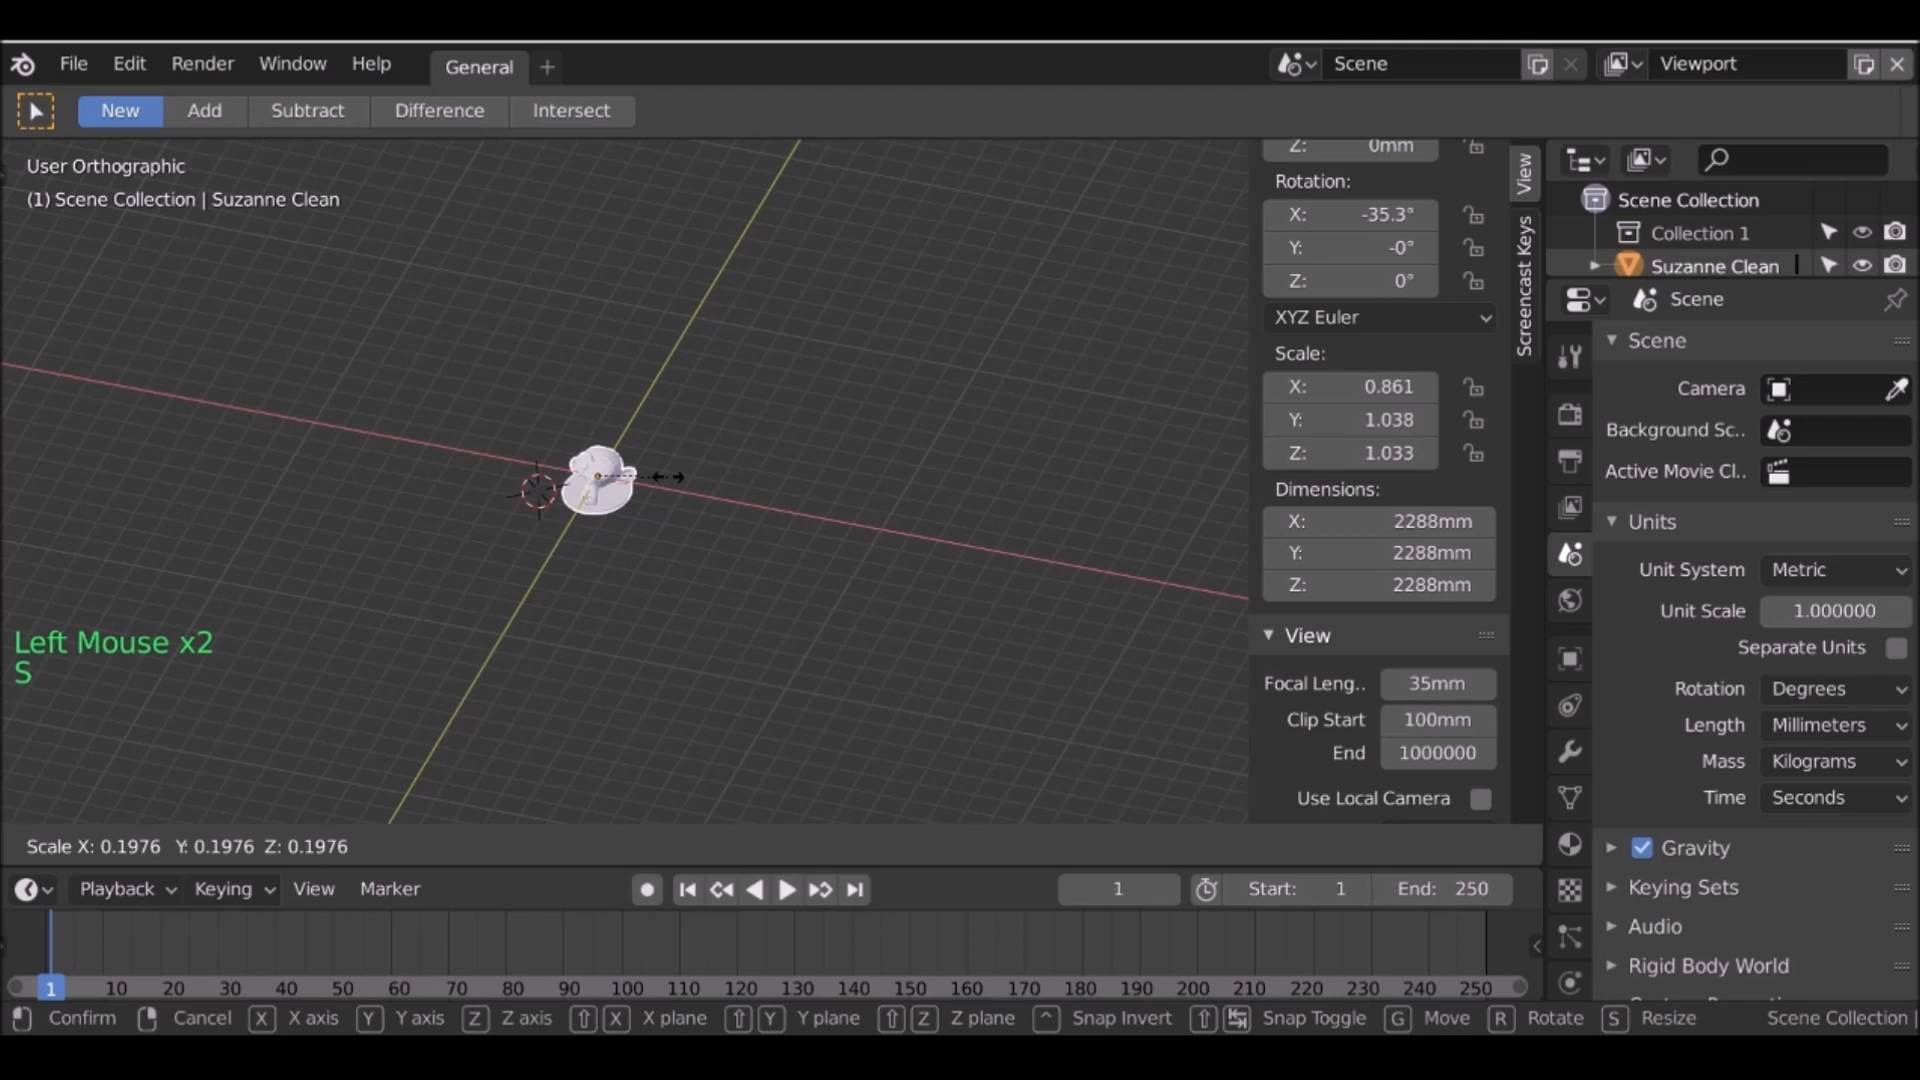 File Edit Render Window Help General + Scene Viewport
New Add Subtract Difference Intersect
User Orthographic
(1) Scene Collection | Suzanne Clean
Z: 0mm
Rotation:
X: -35.3°
Y: -0°
Z: 0°
XYZ Euler
Scale:
X: 0.861
Y: 1.038
Z: 1.033
Dimensions:
X: 2288mm
Y: 2288mm
Z: 2288mm
View
Focal Leng.. 35mm
Clip Start 100mm
End 1000000
Use Local Camera
View
Screencast Keys
Scene Collection
Collection 1
Suzanne Clean
Scene
Scene
Camera
Background Sc..
Active Movie Cl..
Units
Unit System Metric
Unit Scale 1.000000
Separate Units
Rotation Degrees
Length Millimeters
Mass Kilograms
Time Seconds
Gravity
Keying Sets
Audio
Rigid Body World
Left Mouse x2
S
Scale X: 0.1976 Y: 0.1976 Z: 0.1976
Playback Keying View Marker 1 Start: 1 End: 250
1 10 20 30 40 50 60 70 80 90 100 110 120 130 140 150 160 170 180 190 200 210 220 230 240 250
Confirm Cancel X X axis Y Y axis Z Z axis X X plane Y Y plane Z Z plane ^ Snap Invert Snap Toggle G Move R Rotate S Resize Scene Collection |